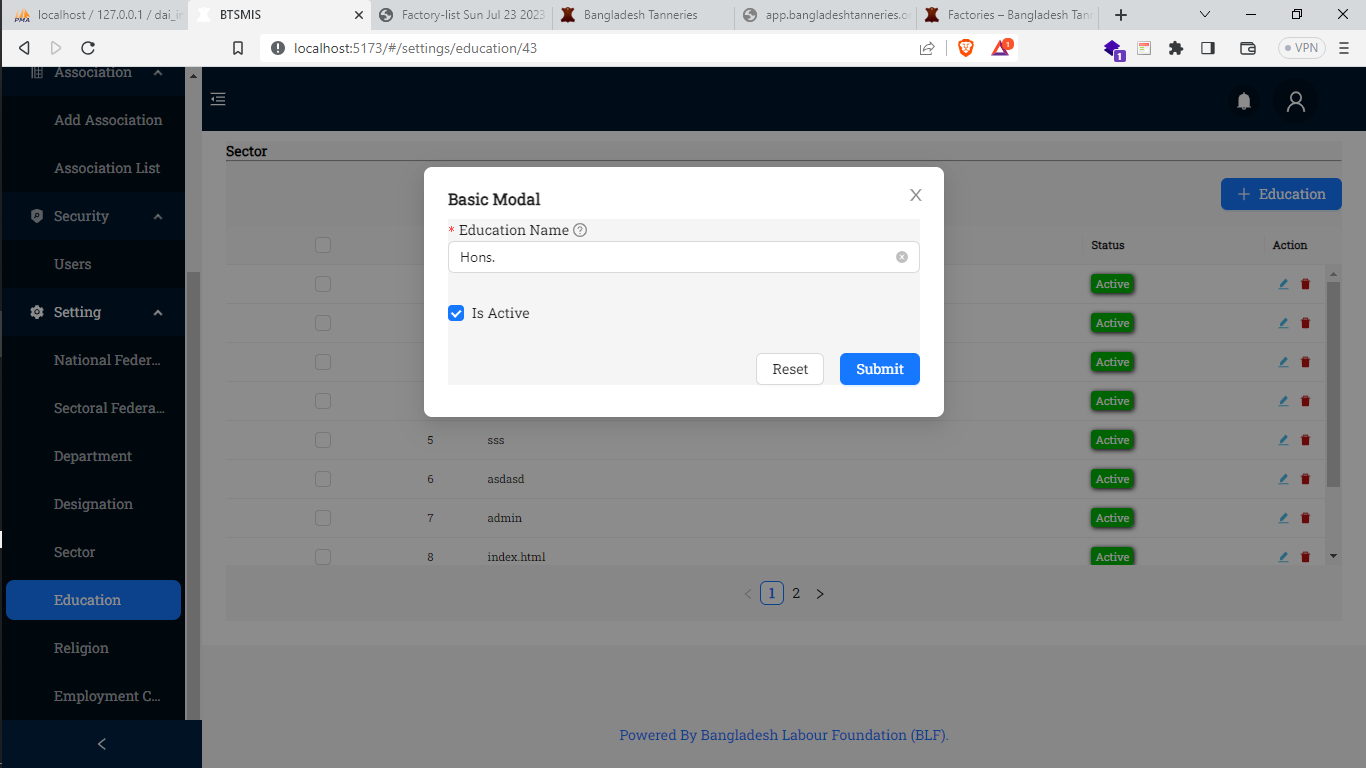 localhost / 127.0.0.1 / dai_in
BTSMIS
Factory-list Sun Jul 23 2023
Bangladesh Tanneries
app.bangladeshtanneries.o
Factories – Bangladesh Tann
localhost:5173/#/settings/education/43
1
1
VPN
Association
Add Association
Association List
Security
Users
Setting
National Feder...
Sectoral Federa...
Department
Designation
Sector
Education
Religion
Employment C...
Sector
+ Education
Status
Action
Active
Active
Active
Active
5 sss Active
6 asdasd Active
7 admin Active
8 index.html Active
Basic Modal
* Education Name
Hons.
Is Active
Reset
Submit
< 1 2 >
Powered By Bangladesh Labour Foundation (BLF).